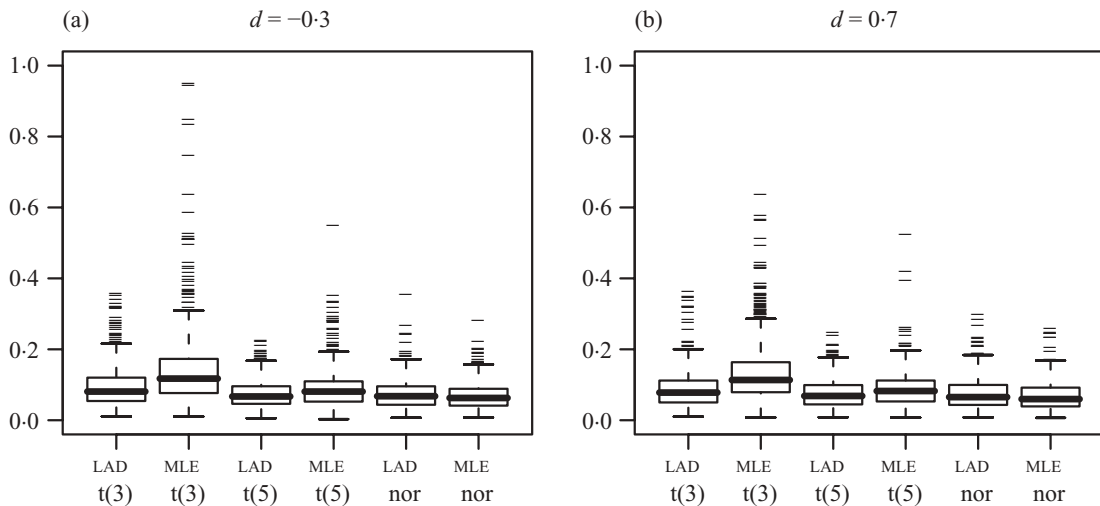 (a) d = −0·3
1·0
0·8
0·6
0·4
0·2
0·0
LAD MLE LAD MLE LAD MLE
t(3) t(3) t(5) t(5) nor nor
(b) d = 0·7
1·0
0·8
0·6
0·4
0·2
0·0
LAD MLE LAD MLE LAD MLE
t(3) t(3) t(5) t(5) nor nor